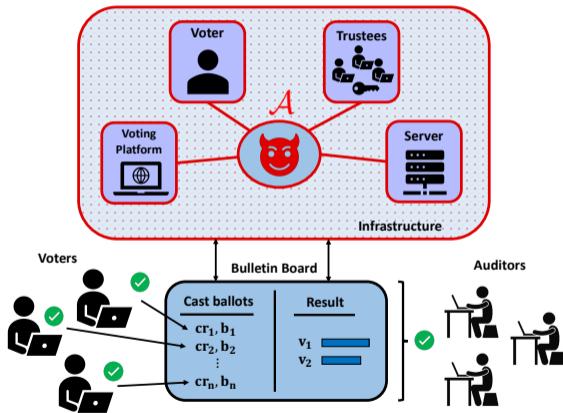 Voter
Trustees
𝒜
Voting
Platform
Server
Infrastructure
Voters
Bulletin Board
Auditors
Cast ballots
Result
cr₁, b₁
cr₂, b₂
⋮
crₙ, bₙ
v₁
v₂